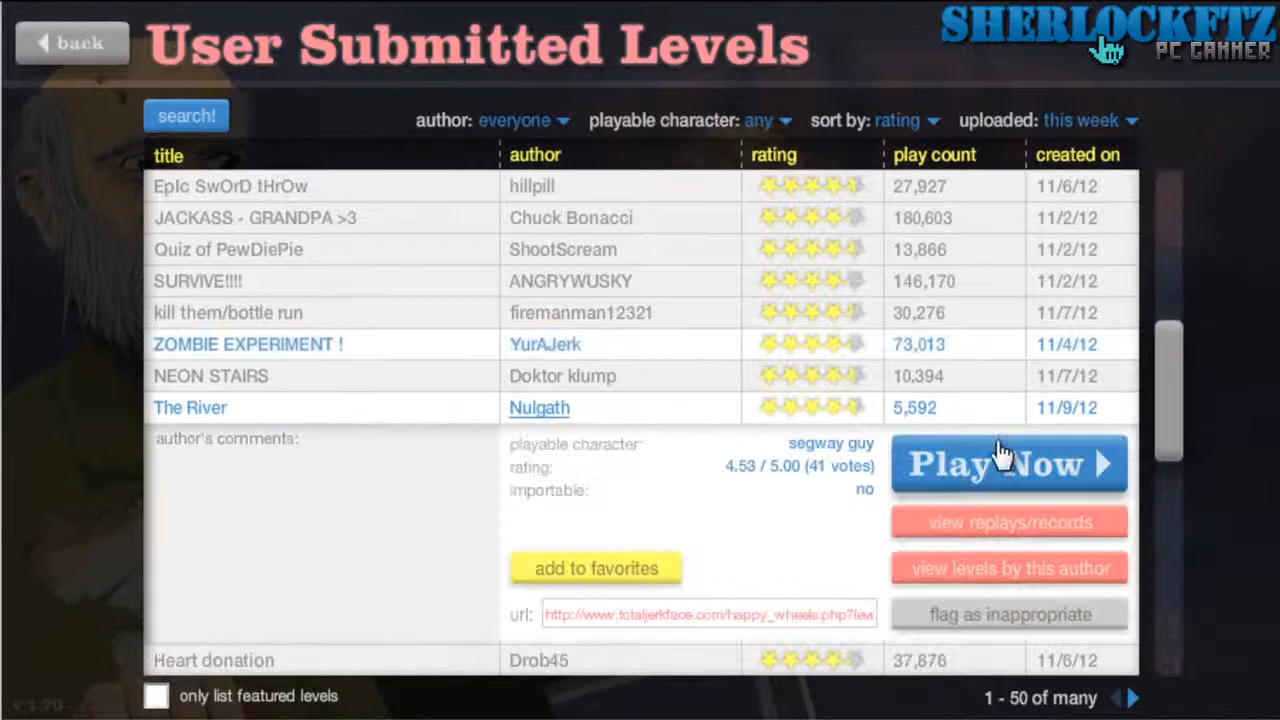 back
User Submitted Levels
SHERLOCKFTZ
PC GAMMER
search!
author: everyone
playable character: any
sort by: rating
uploaded: this week
title author rating play count created on
EpIc SwOrD tHrOw hillpill 27,927 11/6/12
JACKASS - GRANDPA >3 Chuck Bonacci 180,603 11/2/12
Quiz of PewDiePie ShootScream 13,866 11/2/12
SURVIVE!!!! ANGRYWUSKY 146,170 11/2/12
kill them/bottle run firemanman12321 30,276 11/7/12
ZOMBIE EXPERIMENT ! YurAJerk 73,013 11/4/12
NEON STAIRS Doktor klump 10,394 11/7/12
The River Nulgath 5,592 11/9/12
author's comments:
playable character: segway guy
rating: 4.53 / 5.00 (41 votes)
importable: no
Play Now
view replays/records
add to favorites
view levels by this author
url: http://www.totaljerkface.com/happy_wheels.php?lev
flag as inappropriate
Heart donation Drob45 37,876 11/6/12
only list featured levels
1 - 50 of many
v 1.70